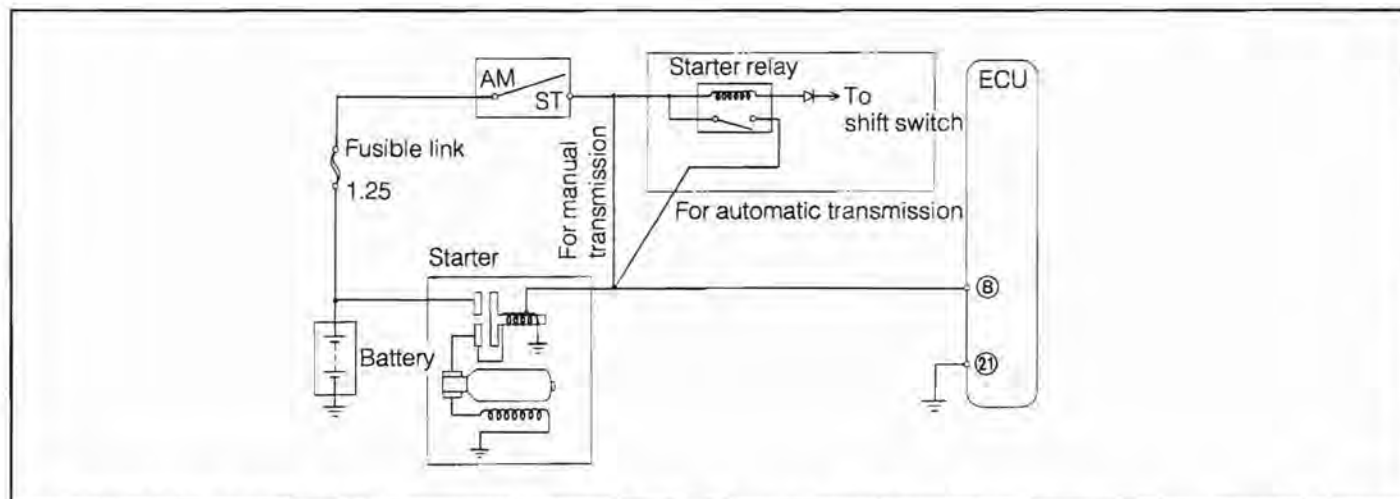 Starter relay
AM
ST
To
shift switch
ECU
Fusible link
1.25
For manual
transmission
For automatic transmission
Starter
Battery
8
21